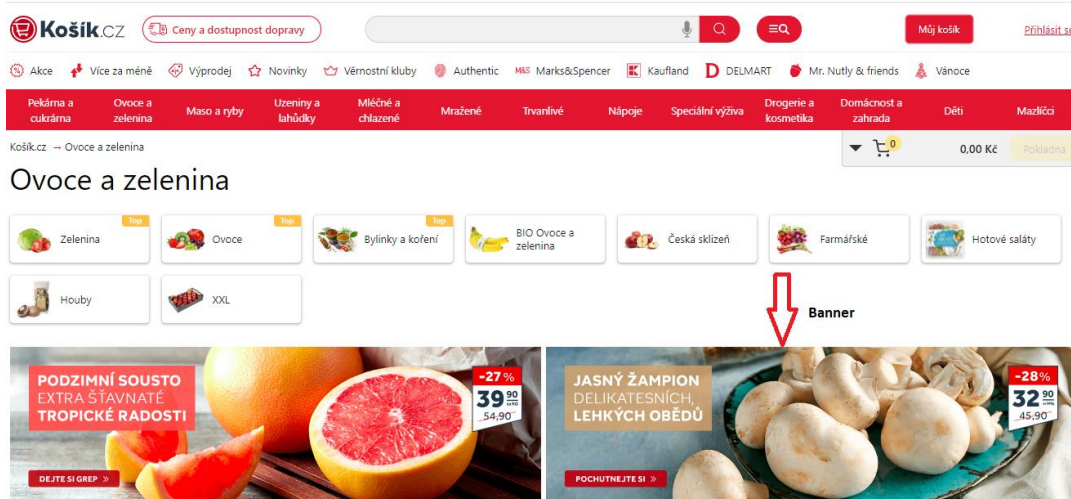 Košík.cz
Ceny a dostupnost dopravy
Můj košík
Přihlásit se
Akce
Více za méně
Výprodej
Novinky
Věrnostní kluby
Authentic
M&S Marks&Spencer
Kaufland
DELMART
Mr. Nutly & friends
Vánoce
Pekárna a
cukrárna
Ovoce a
zelenina
Maso a ryby
Uzeniny a
lahůdky
Mléčné a
chlazené
Mražené
Trvanlivé
Nápoje
Speciální výživa
Drogerie a
kosmetika
Domácnost a
zahrada
Děti
Mazlíčci
Košík.cz → Ovoce a zelenina
0
0,00 Kč
Pokladna
Ovoce a zelenina
Top
Zelenina
Top
Ovoce
Top
Bylinky a koření
BIO Ovoce a
zelenina
Česká sklizeň
Farmářské
Hotové saláty
Houby
XXL
Banner
PODZIMNÍ SOUSTO
EXTRA ŠŤAVNATÉ
TROPICKÉ RADOSTI
-27%
39 90
54,90
DEJTE SI GREP »
JASNÝ ŽAMPION
DELIKATESNÍCH,
LEHKÝCH OBĚDŮ
-28%
32 90
45,90
POCHUTNEJTE SI »